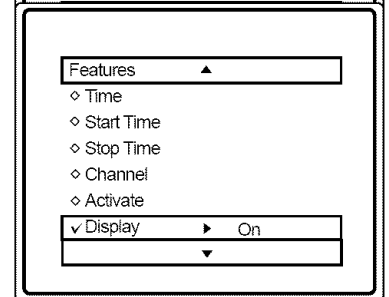 Features
Time
Start Time
Stop Time
Channel
Activate
Display On